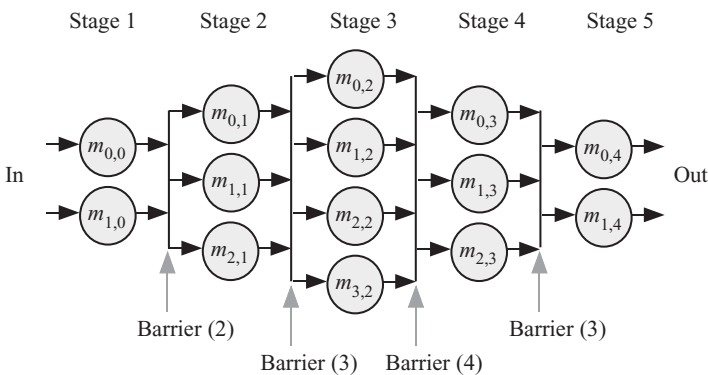 Stage 1 Stage 2 Stage 3 Stage 4 Stage 5
m0,2
m0,1 m0,3
m0,0 m1,2 m0,4
In m1,1 m1,3 Out
m1,0 m2,2 m1,4
m2,1 m2,3
m3,2
Barrier (2) Barrier (3)
Barrier (3) Barrier (4)